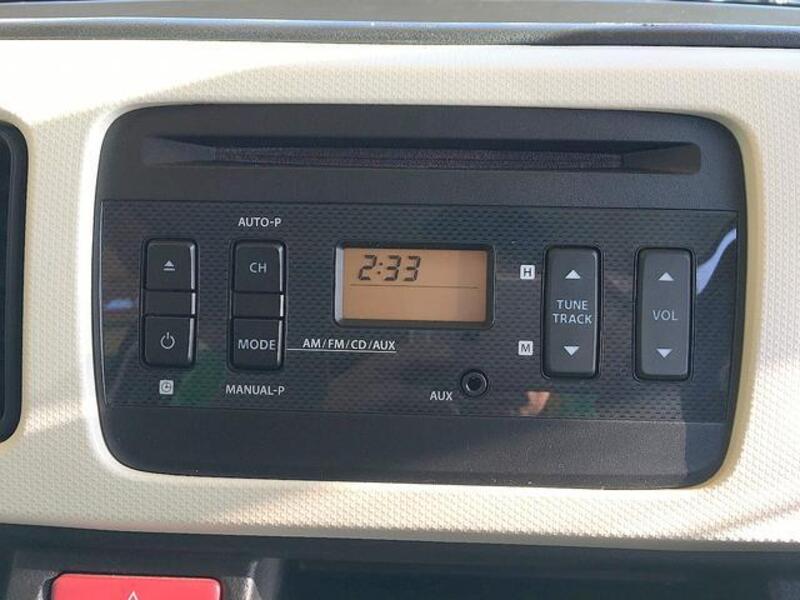 AUTO-P
CH
2:33
H
TUNE
TRACK
VOL
MODE
AM/FM/CD/AUX
M
MANUAL-P
AUX